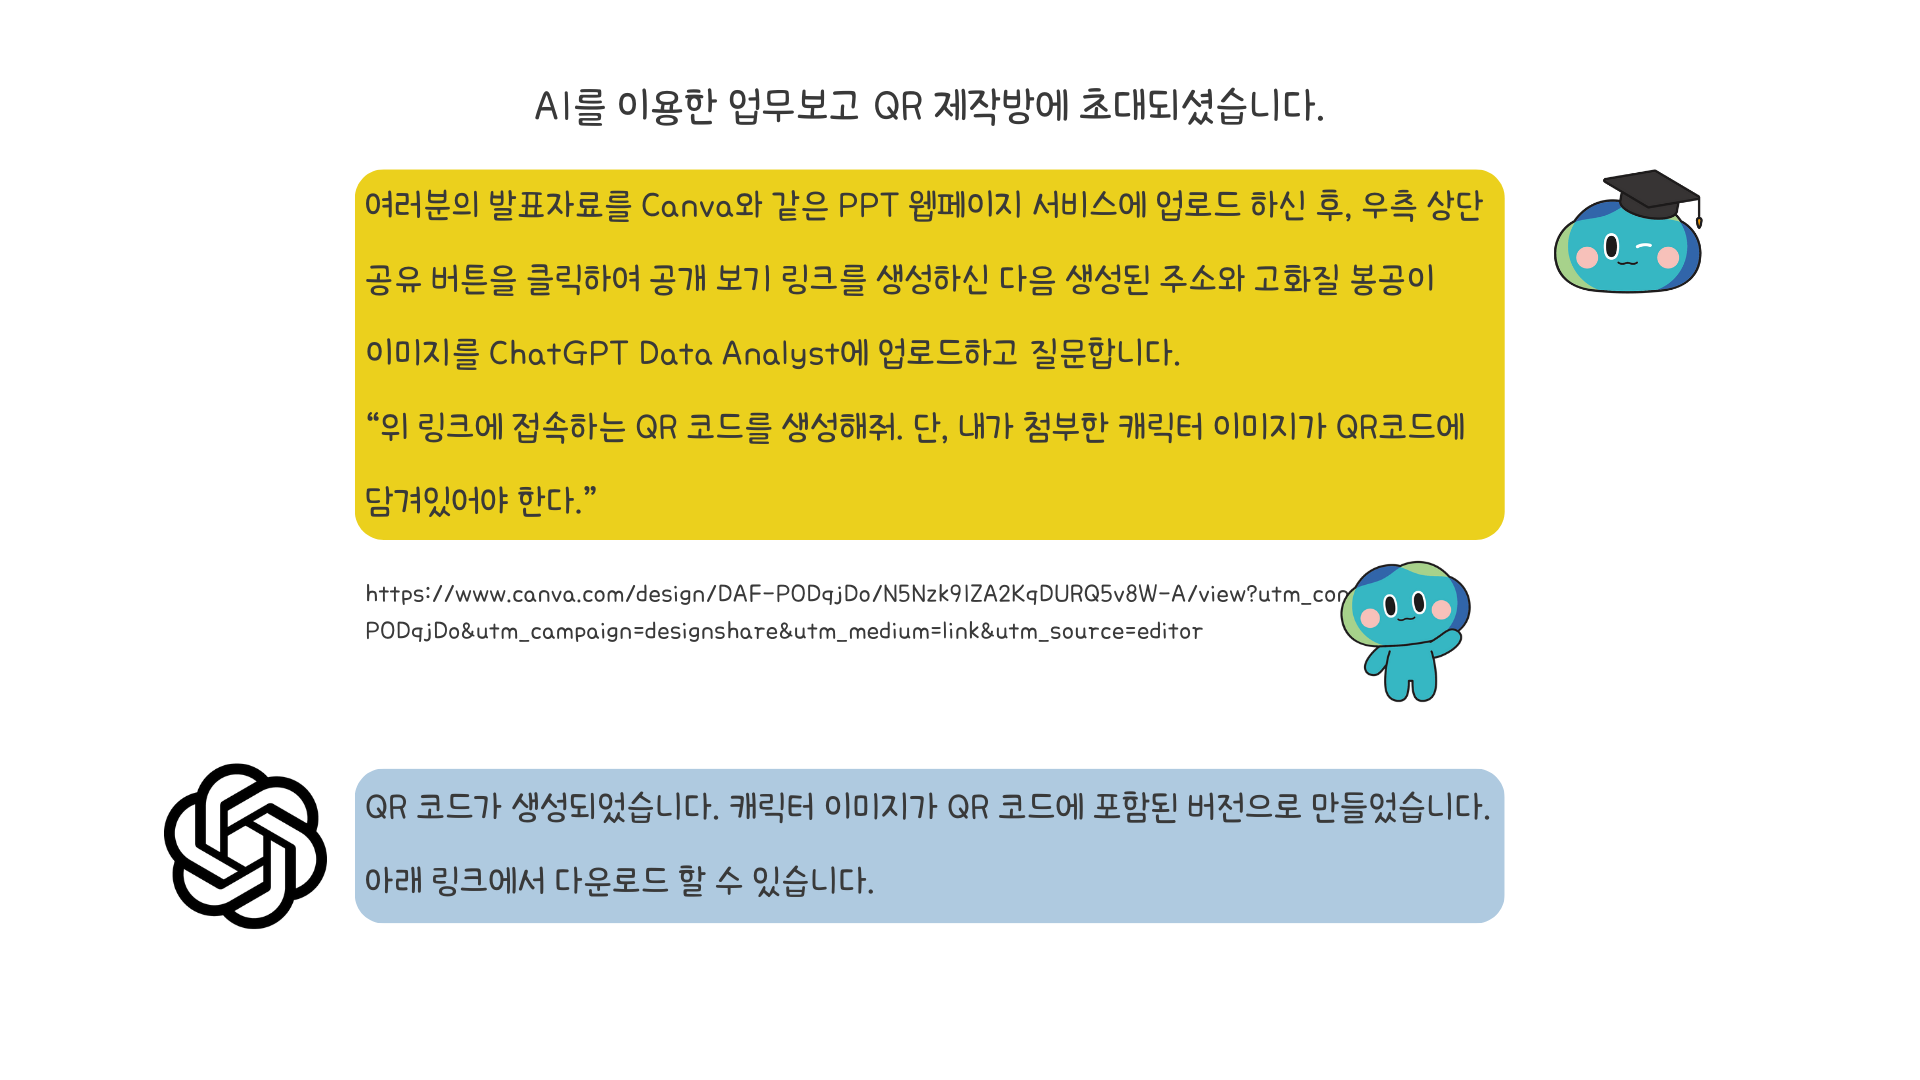 AI를 이용한 업무보고 QR 제작방에 초대되셨습니다.
여러분의 발표자료를 Canva와 같은 PPT 웹페이지 서비스에 업로드 하신 후, 우측 상단
공유 버튼을 클릭하여 공개 보기 링크를 생성하신 다음 생성된 주소와 고화질 봉공이
이미지를 ChatGPT Data Analyst에 업로드하고 질문합니다.
“위 링크에 접속하는 QR 코드를 생성해줘. 단, 내가 첨부한 캐릭터 이미지가 QR코드에
담겨있어야 한다.”
https://www.canva.com/design/DAF-PODqjDo/N5Nzk9IZA2KqDURQ5v8W-A/view?utm_con
PODqjDo&utm_campaign=designshare&utm_medium=link&utm_source=editor
QR 코드가 생성되었습니다. 캐릭터 이미지가 QR 코드에 포함된 버전으로 만들었습니다.
아래 링크에서 다운로드 할 수 있습니다.